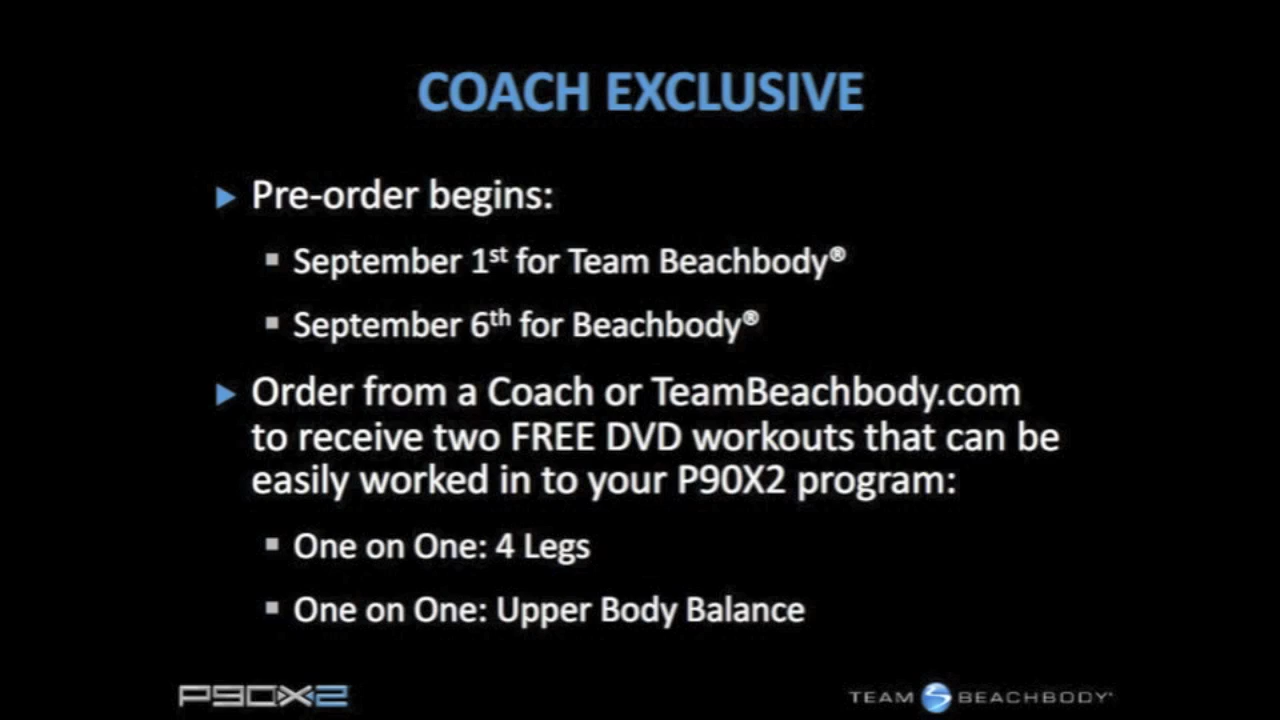 COACH EXCLUSIVE
Pre-order begins:
September 1st for Team Beachbody®
September 6th for Beachbody®
Order from a Coach or TeamBeachbody.com
to receive two FREE DVD workouts that can be
easily worked in to your P90X2 program:
One on One: 4 Legs
One on One: Upper Body Balance
P90X2
TEAM BEACHBODY